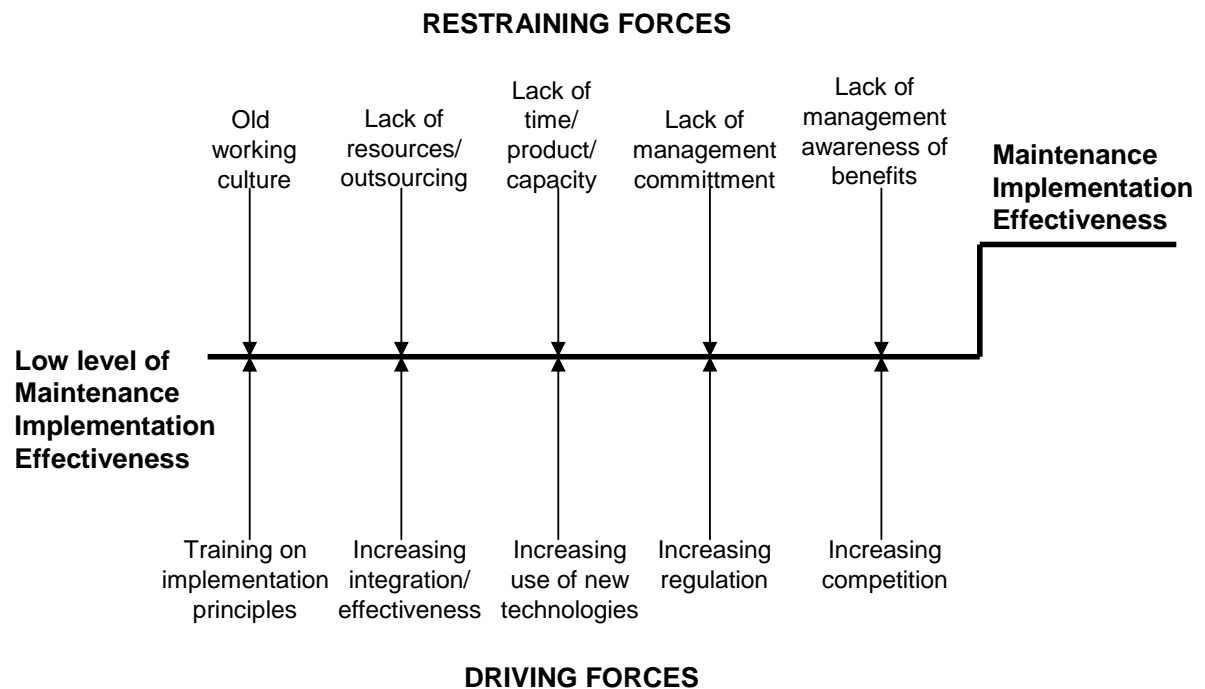 RESTRAINING FORCES
Old
working
culture
Lack of
resources/
outsourcing
Lack of
time/
product/
capacity
Lack of
management
committment
Lack of
management
awareness of
benefits
Maintenance
Implementation
Effectiveness
Low level of
Maintenance
Implementation
Effectiveness
Training on
implementation
principles
Increasing
integration/
effectiveness
Increasing
use of new
technologies
Increasing
regulation
Increasing
competition
DRIVING FORCES